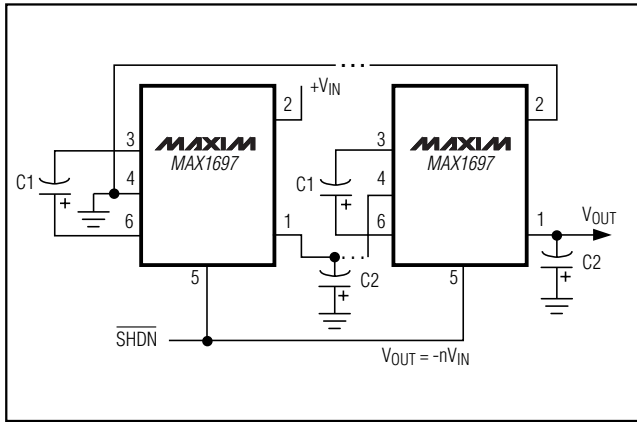 2
+VIN
2
MAXIM
MAX1697
MAXIM
MAX1697
3
3
C1
4
C1
4
+
+
6
1
6
1
VOUT
5
C2
5
C2
+
+
SHDN
VOUT = -nVIN